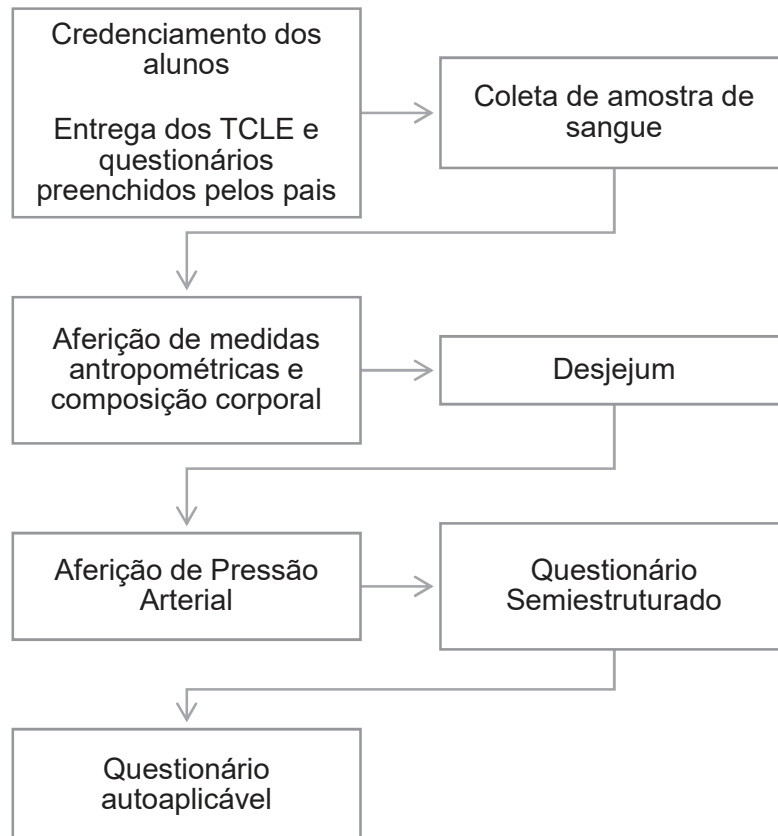 Credenciamento dos
alunos
Entrega dos TCLE e
questionários
preenchidos pelos pais
Coleta de amostra de
sangue
Aferição de medidas
antropométricas e
composição corporal
Desjejum
Aferição de Pressão
Arterial
Questionário
Semiestruturado
Questionário
autoaplicável